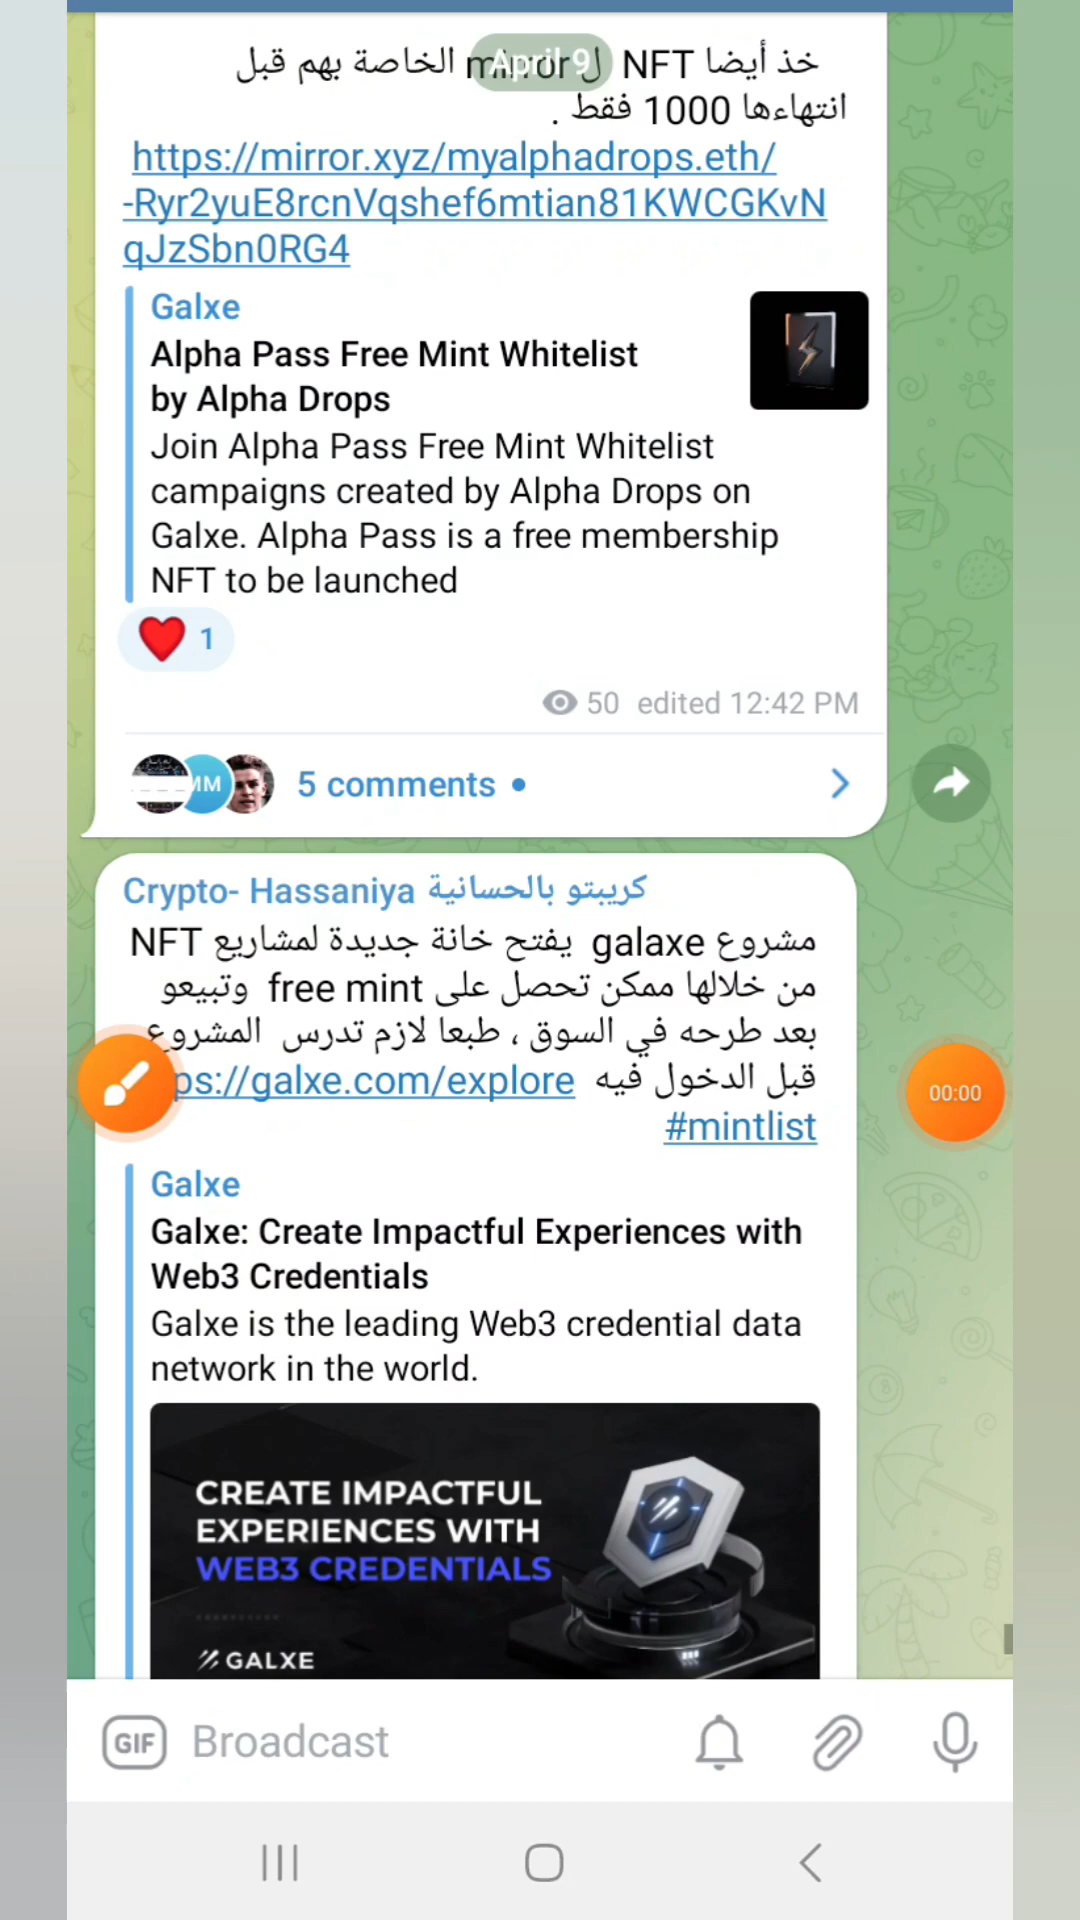 خذ أيضا NFT ل mirror الخاصة بهم قبل
April 9
انتهاءها 1000 فقط .
https://mirror.xyz/myalphadrops.eth/
-Ryr2yuE8rcnVqshef6mtian81KWCGKvN
qJzSbn0RG4
Galxe
Alpha Pass Free Mint Whitelist
by Alpha Drops
Join Alpha Pass Free Mint Whitelist
campaigns created by Alpha Drops on
Galxe. Alpha Pass is a free membership
NFT to be launched
1
50 edited 12:42 PM
MM
5 comments
Crypto- Hassaniya كريبتو بالحسانية
مشروع galaxe يفتح خانة جديدة لمشاريع NFT
من خلالها ممكن تحصل على free mint وتبيعو
بعد طرحه في السوق ، طبعا لازم تدرس المشروع
قبل الدخول فيه ps://galxe.com/explore
00:00
#mintlist
Galxe
Galxe: Create Impactful Experiences with
Web3 Credentials
Galxe is the leading Web3 credential data
network in the world.
CREATE IMPACTFUL
EXPERIENCES WITH
WEB3 CREDENTIALS
GALXE
GIF Broadcast